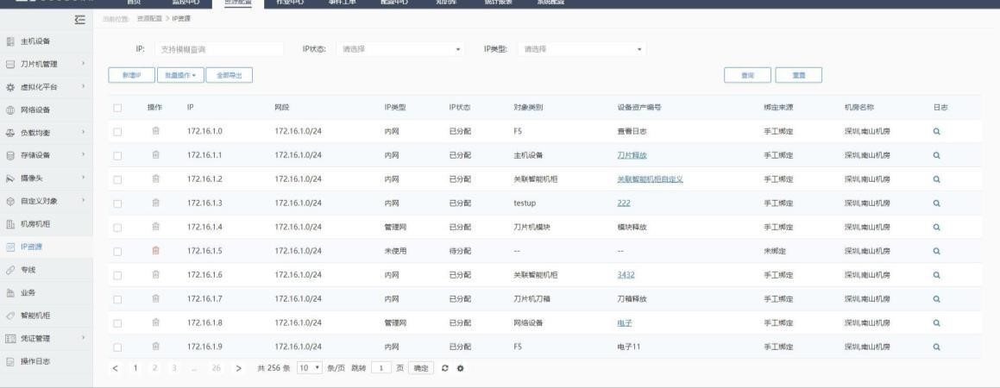 首页 监控中心 资源配置 作业中心 事件工单 配置中心 知识库 统计报表 系统配置
当前位置: 资源配置 > IP资源
主机设备
刀片机管理
虚拟化平台
网络设备
负载均衡
存储设备
摄像头
自定义对象
机房机柜
IP资源
专线
业务
智能机柜
凭证管理
操作日志
IP: 支持模糊查询 IP状态: 请选择 IP类型: 请选择
新增IP 批量操作 全部导出 查询 重置
操作 IP 网段 IP类型 IP状态 对象类别 设备资产编号 绑定来源 机房名称 日志
172.16.1.0 172.16.1.0/24 内网 已分配 F5 查看日志 手工绑定 深圳,南山机房
172.16.1.1 172.16.1.0/24 内网 已分配 主机设备 刀片释放 手工绑定 深圳,南山机房
172.16.1.2 172.16.1.0/24 内网 已分配 关联智能机柜 关联智能机柜自定义 手工绑定 深圳,南山机房
172.16.1.3 172.16.1.0/24 内网 已分配 testup 222 手工绑定 深圳,南山机房
172.16.1.4 172.16.1.0/24 管理网 已分配 刀片机模块 模块释放 手工绑定 深圳,南山机房
172.16.1.5 172.16.1.0/24 未使用 待分配 -- -- 未绑定 深圳,南山机房
172.16.1.6 172.16.1.0/24 内网 已分配 关联智能机柜 3432 手工绑定 深圳,南山机房
172.16.1.7 172.16.1.0/24 内网 已分配 刀片机刀箱 刀箱释放 手工绑定 深圳,南山机房
172.16.1.8 172.16.1.0/24 管理网 已分配 网络设备 电子 手工绑定 深圳,南山机房
172.16.1.9 172.16.1.0/24 内网 已分配 F5 电子11 手工绑定 深圳,南山机房
< 1 2 3 ... 26 > 共 256 条 10 条/页 跳转 1 页 确定